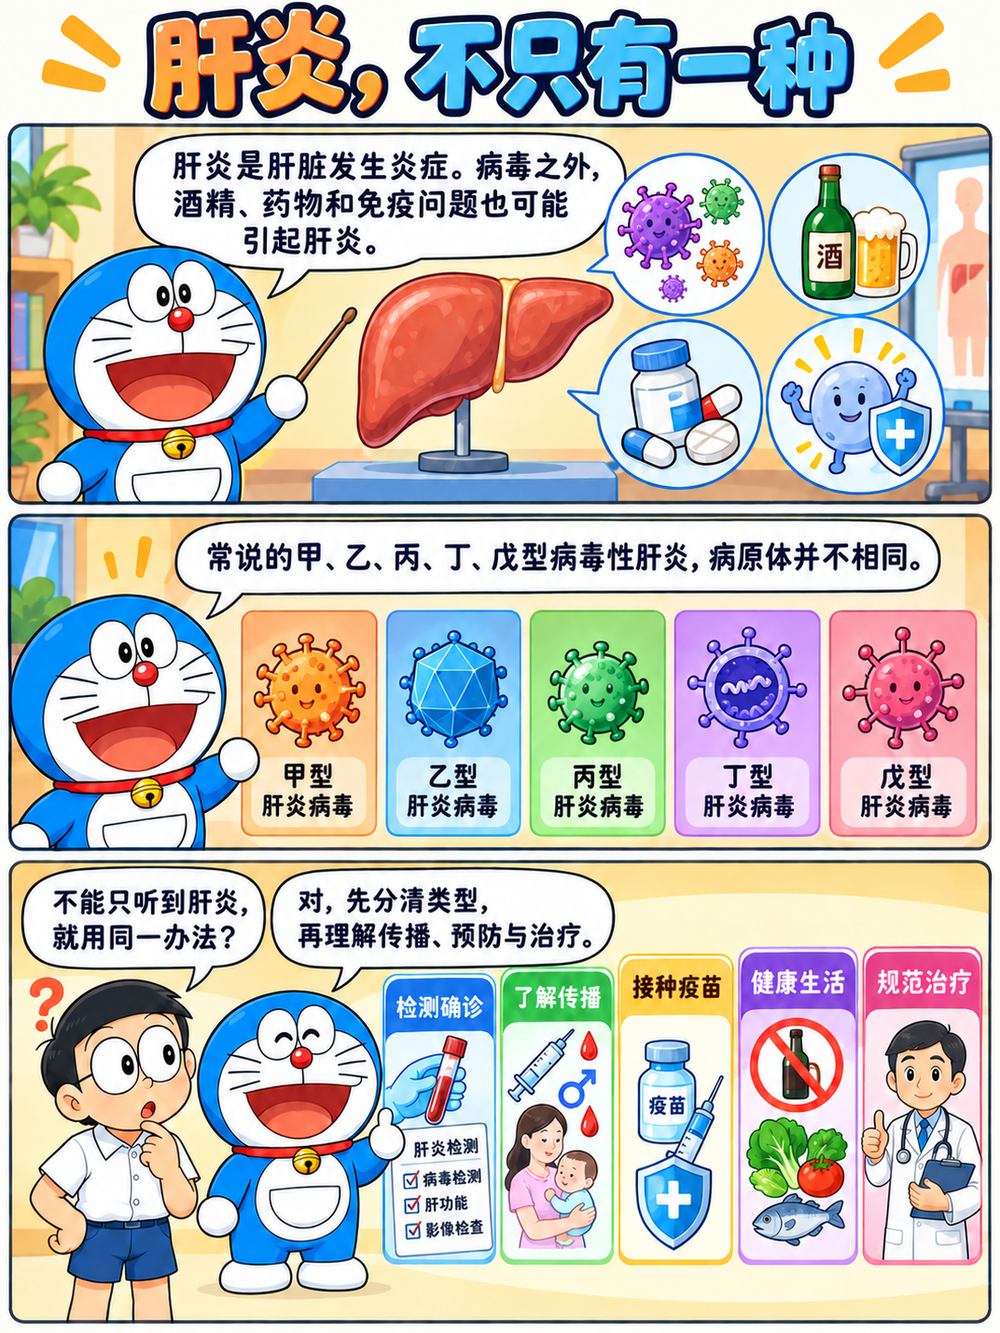 肝炎，不只有一种
肝炎是肝脏发生炎症。病毒之外，
酒精、药物和免疫问题也可能
引起肝炎。
酒
常说的甲、乙、丙、丁、戊型病毒性肝炎，病原体并不相同。
甲型
肝炎病毒
乙型
肝炎病毒
丙型
肝炎病毒
丁型
肝炎病毒
戊型
肝炎病毒
不能只听到肝炎，
就用同一办法？
对，先分清类型，
再理解传播、预防与治疗。
?
检测确诊
肝炎检测
病毒检测
肝功能
影像检查
了解传播
接种疫苗
疫苗
健康生活
规范治疗